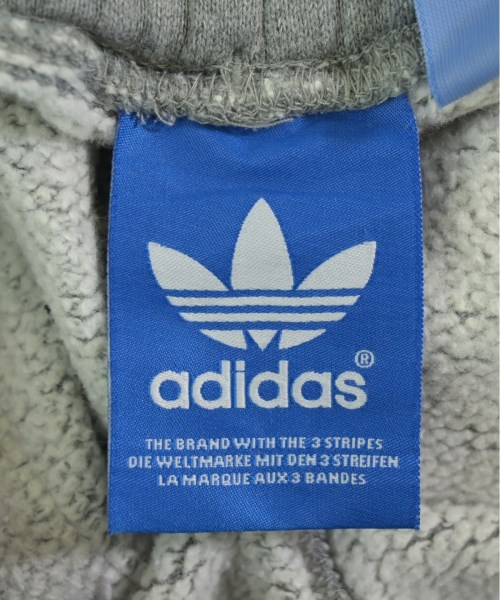 adidas®
THE BRAND WITH THE 3 STRIPES
DIE WELTMARKE MIT DEN 3 STREIFEN
LA MARQUE AUX 3 BANDES